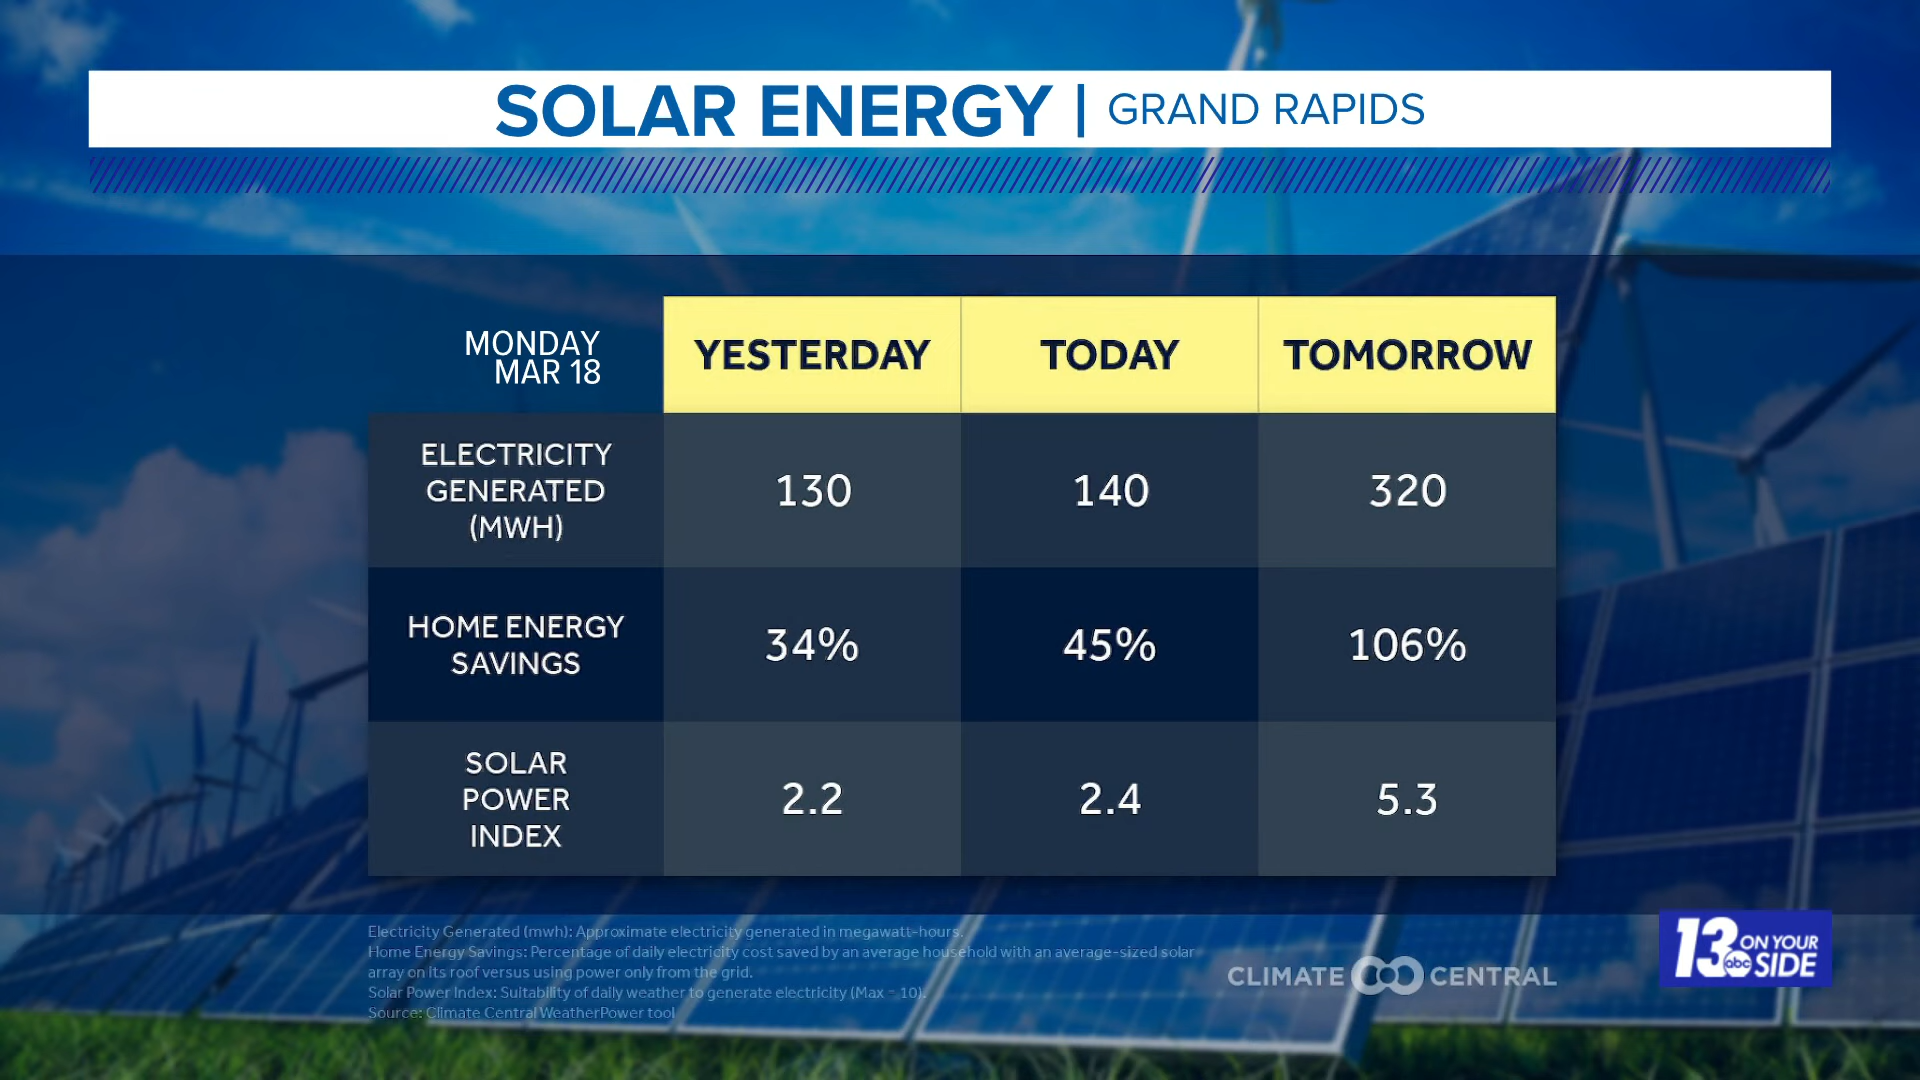 SOLAR ENERGY | GRAND RAPIDS
MONDAY
MAR 18
YESTERDAY
TODAY
TOMORROW
ELECTRICITY
GENERATED
(MWH)
130
140
320
HOME ENERGY
SAVINGS
34%
45%
106%
SOLAR
POWER
INDEX
2.2
2.4
5.3
Electricity Generated (mwh): Approximate electricity generated in megawatt-hours.
Home Energy Savings: Percentage of daily electricity cost saved by an average household with an average-sized solar
array on its roof versus using power only from the grid.
Solar Power Index: Suitability of daily weather to generate electricity (Max = 10).
Source: Climate Central WeatherPower tool
CLIMATE CENTRAL
13 abc ON YOUR
SIDE